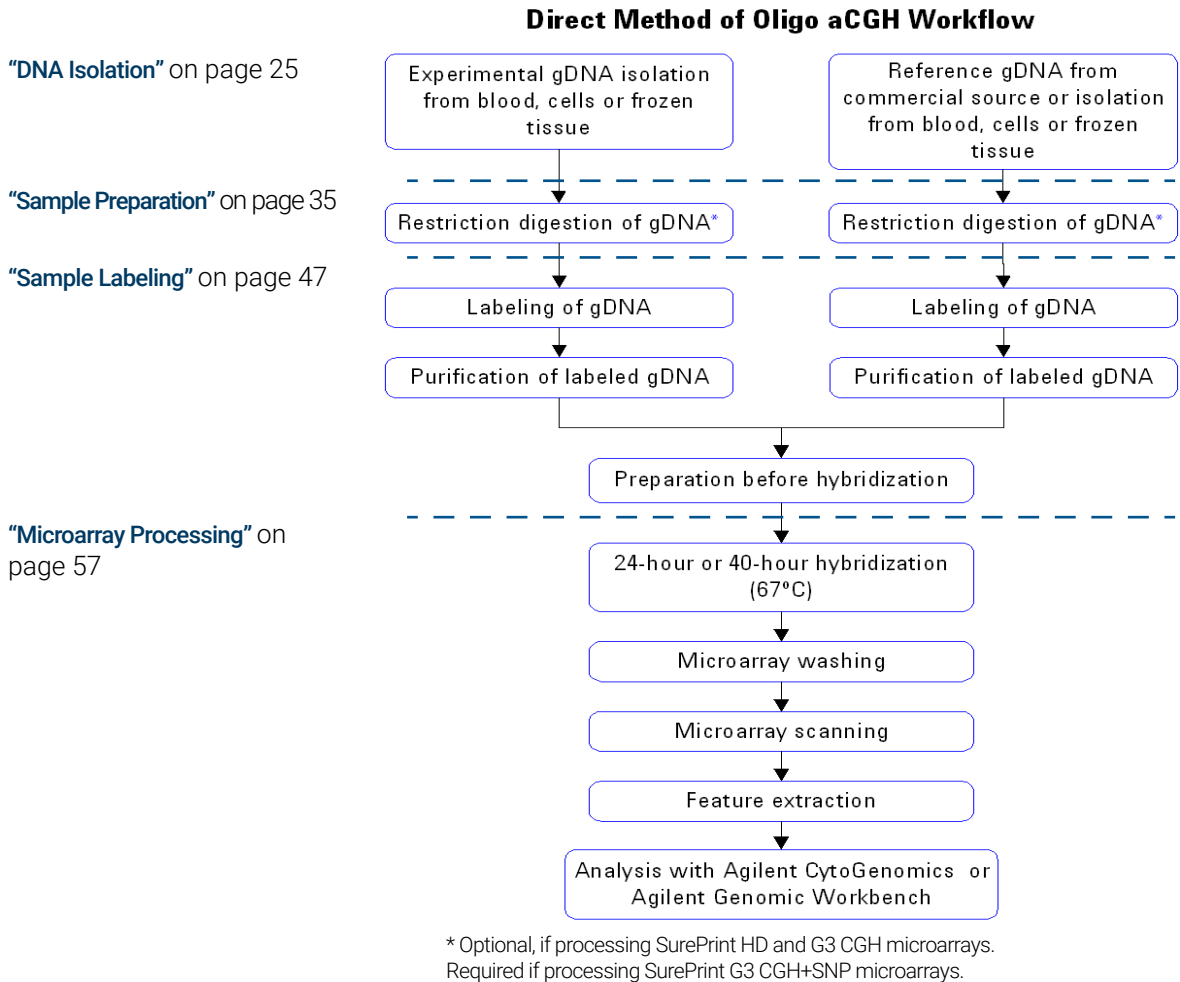 Direct Method of Oligo aCGH Workflow
“DNA Isolation” on page 25
Experimental gDNA isolation
from blood, cells or frozen
tissue
Reference gDNA from
commercial source or isolation
from blood, cells or frozen
tissue
“Sample Preparation” on page 35
Restriction digestion of gDNA*
Restriction digestion of gDNA*
“Sample Labeling” on page 47
Labeling of gDNA
Labeling of gDNA
Purification of labeled gDNA
Purification of labeled gDNA
Preparation before hybridization
“Microarray Processing” on
page 57
24-hour or 40-hour hybridization
(67ºC)
Microarray washing
Microarray scanning
Feature extraction
Analysis with Agilent CytoGenomics or
Agilent Genomic Workbench
* Optional, if processing SurePrint HD and G3 CGH microarrays.
Required if processing SurePrint G3 CGH+SNP microarrays.